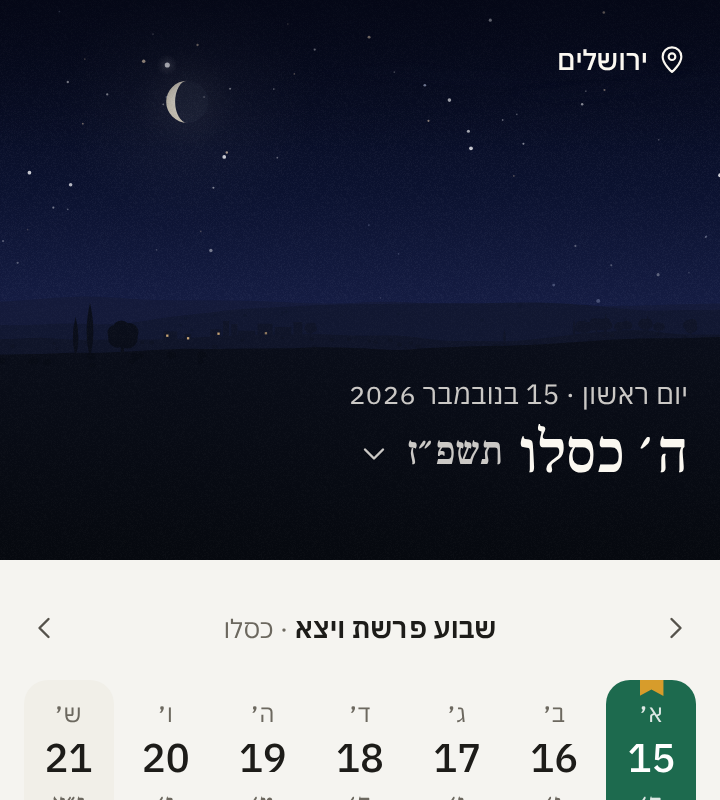 ירושלים
יום ראשון · 15 בנובמבר 2026
ה׳ כסלו תשפ״ז
שבוע פרשת ויצא · כסלו
א׳ ב׳ ג׳ ד׳ ה׳ ו׳ ש׳
15 16 17 18 19 20 21